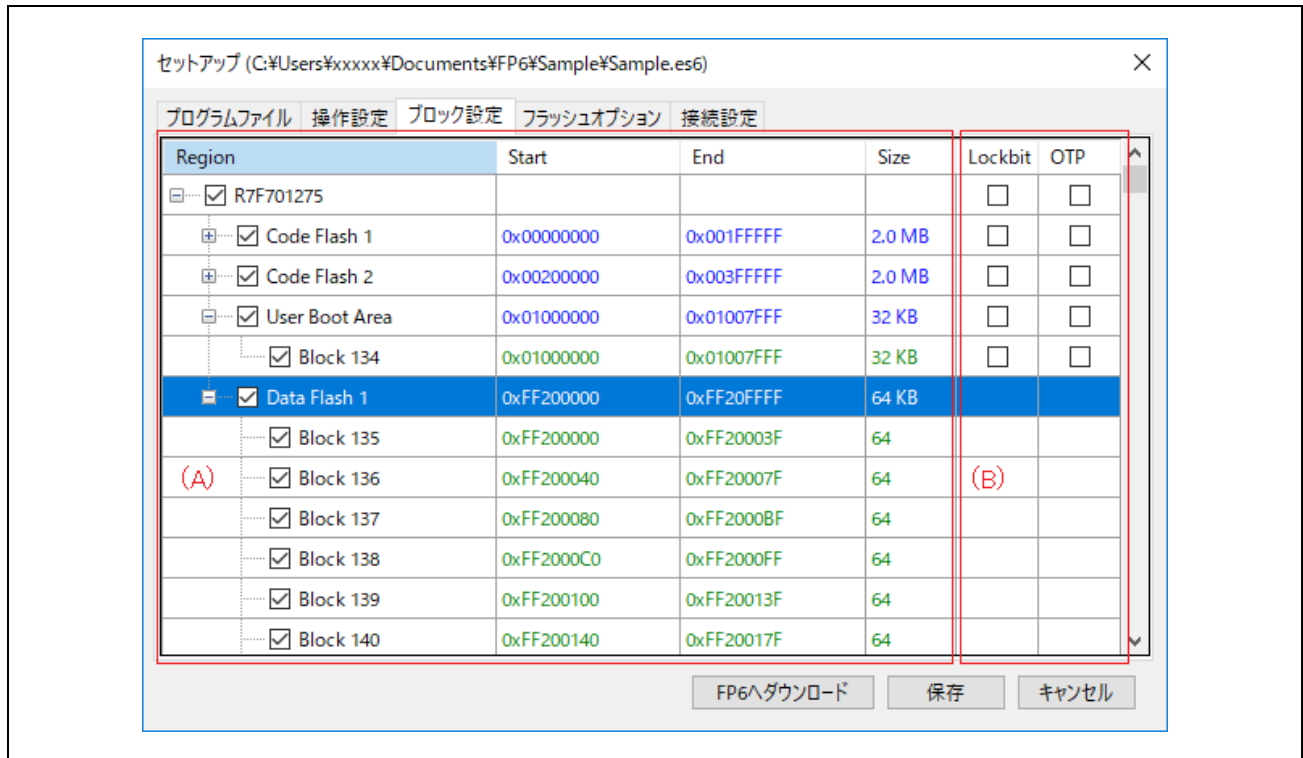 セットアップ (C:¥Users¥xxxxx¥Documents¥FP6¥Sample¥Sample.es6)
プログラムファイル 操作設定 ブロック設定 フラッシュオプション 接続設定
Region Start End Size Lockbit OTP
R7F701275
Code Flash 1 0x00000000 0x001FFFFF 2.0 MB
Code Flash 2 0x00200000 0x003FFFFF 2.0 MB
User Boot Area 0x01000000 0x01007FFF 32 KB
Block 134 0x01000000 0x01007FFF 32 KB
Data Flash 1 0xFF200000 0xFF20FFFF 64 KB
Block 135 0xFF200000 0xFF20003F 64
(A) Block 136 0xFF200040 0xFF20007F 64 (B)
Block 137 0xFF200080 0xFF2000BF 64
Block 138 0xFF2000C0 0xFF2000FF 64
Block 139 0xFF200100 0xFF20013F 64
Block 140 0xFF200140 0xFF20017F 64
FP6へダウンロード 保存 キャンセル